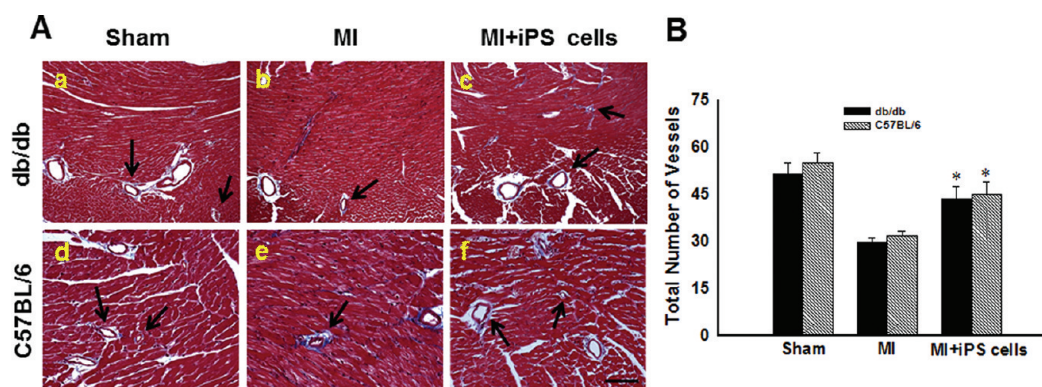 A
Sham
MI
MI+iPS cells
db/db
a
b
c
C57BL/6
d
e
f
B
Total Number of Vessels
75
60
45
30
15
0
db/db
C57BL/6
* *
Sham
MI
MI+iPS cells